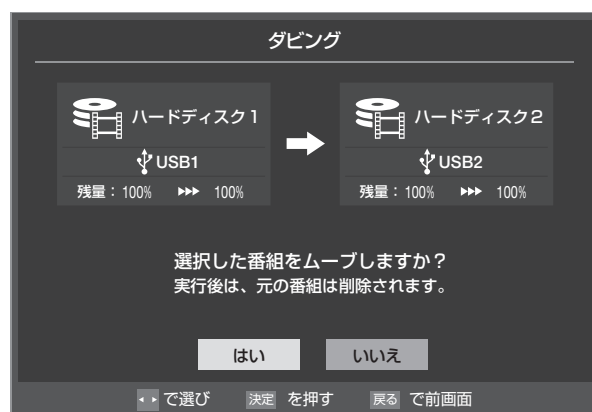 ダビング
ハードディスク1
USB1
残量：100% ▶▶▶ 100%
ハードディスク2
USB2
残量：100% ▶▶▶ 100%
選択した番組をムーブしますか？
実行後は、元の番組は削除されます。
はい いいえ
で選び 決定 を押す 戻る で前画面